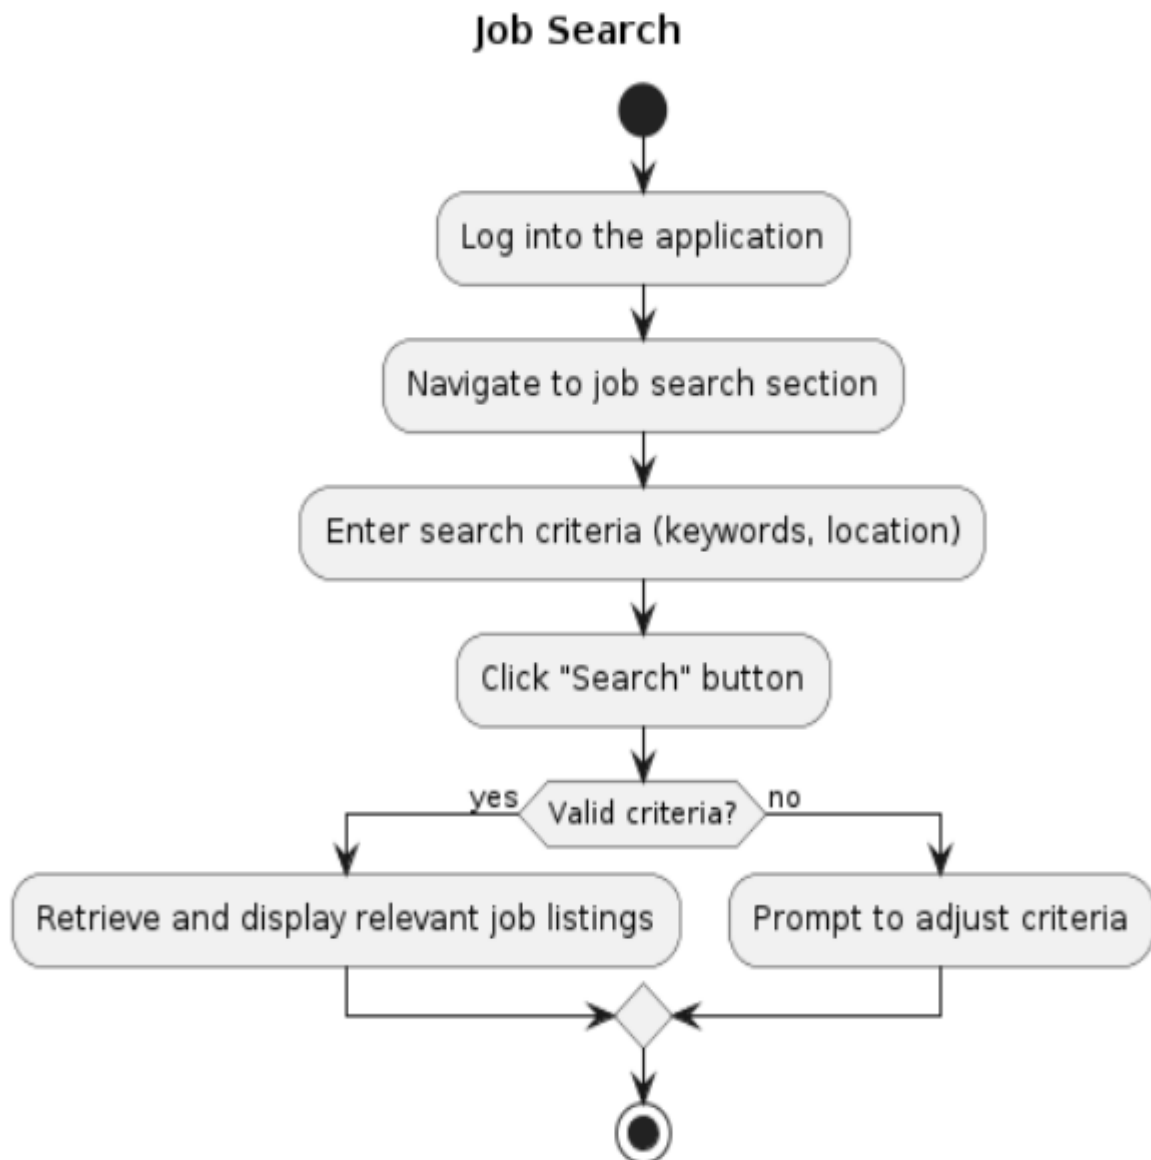 Job Search
Log into the application
Navigate to job search section
Enter search criteria (keywords, location)
Click "Search" button
yes
Valid criteria?
no
Retrieve and display relevant job listings
Prompt to adjust criteria